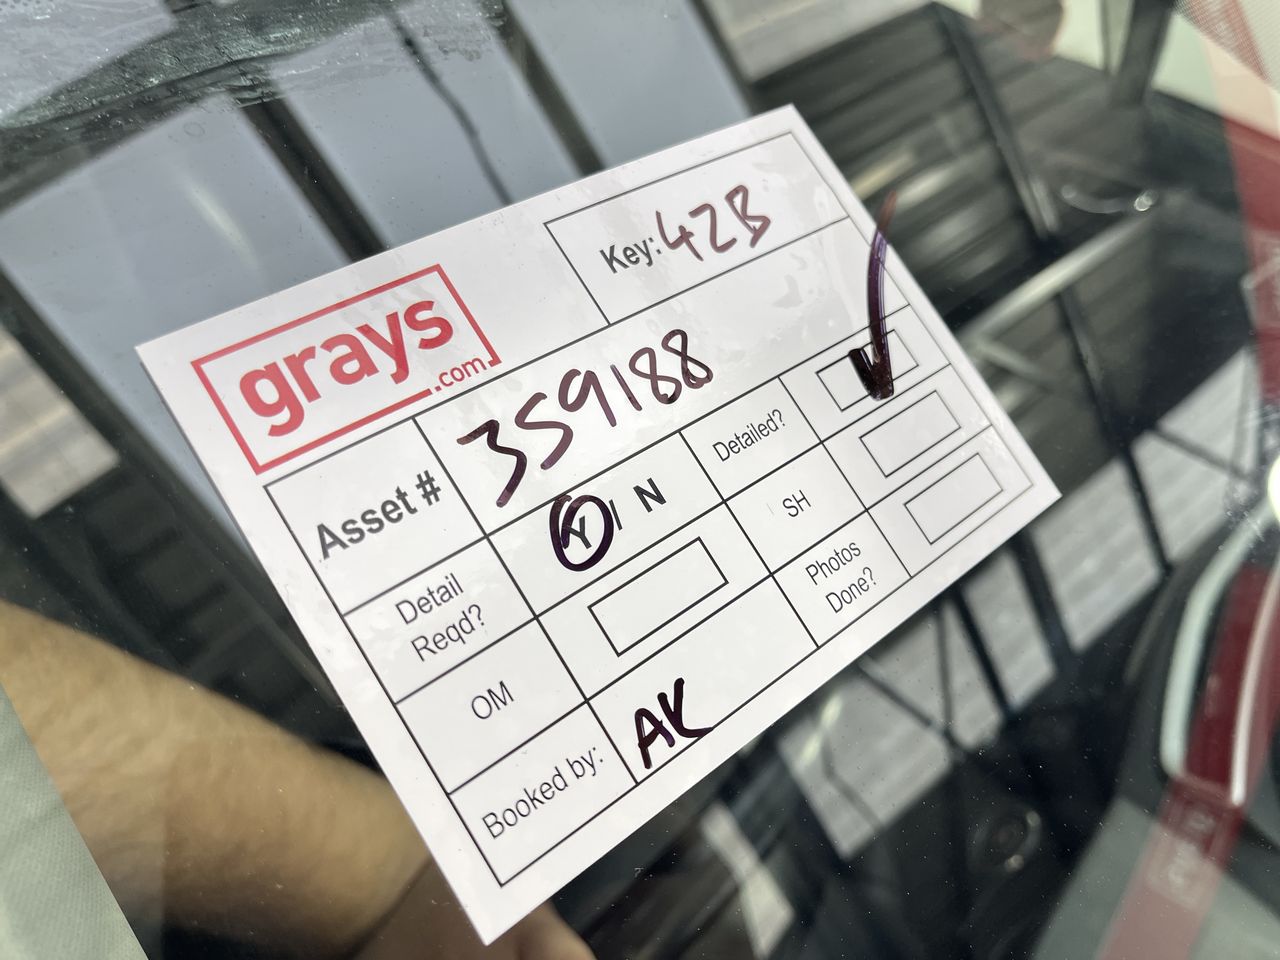 grays
.com
Key: 42B
Asset # 359188
Detail Reqd? Y / N
Detailed?
OM
SH
Booked by: AK
Photos Done?